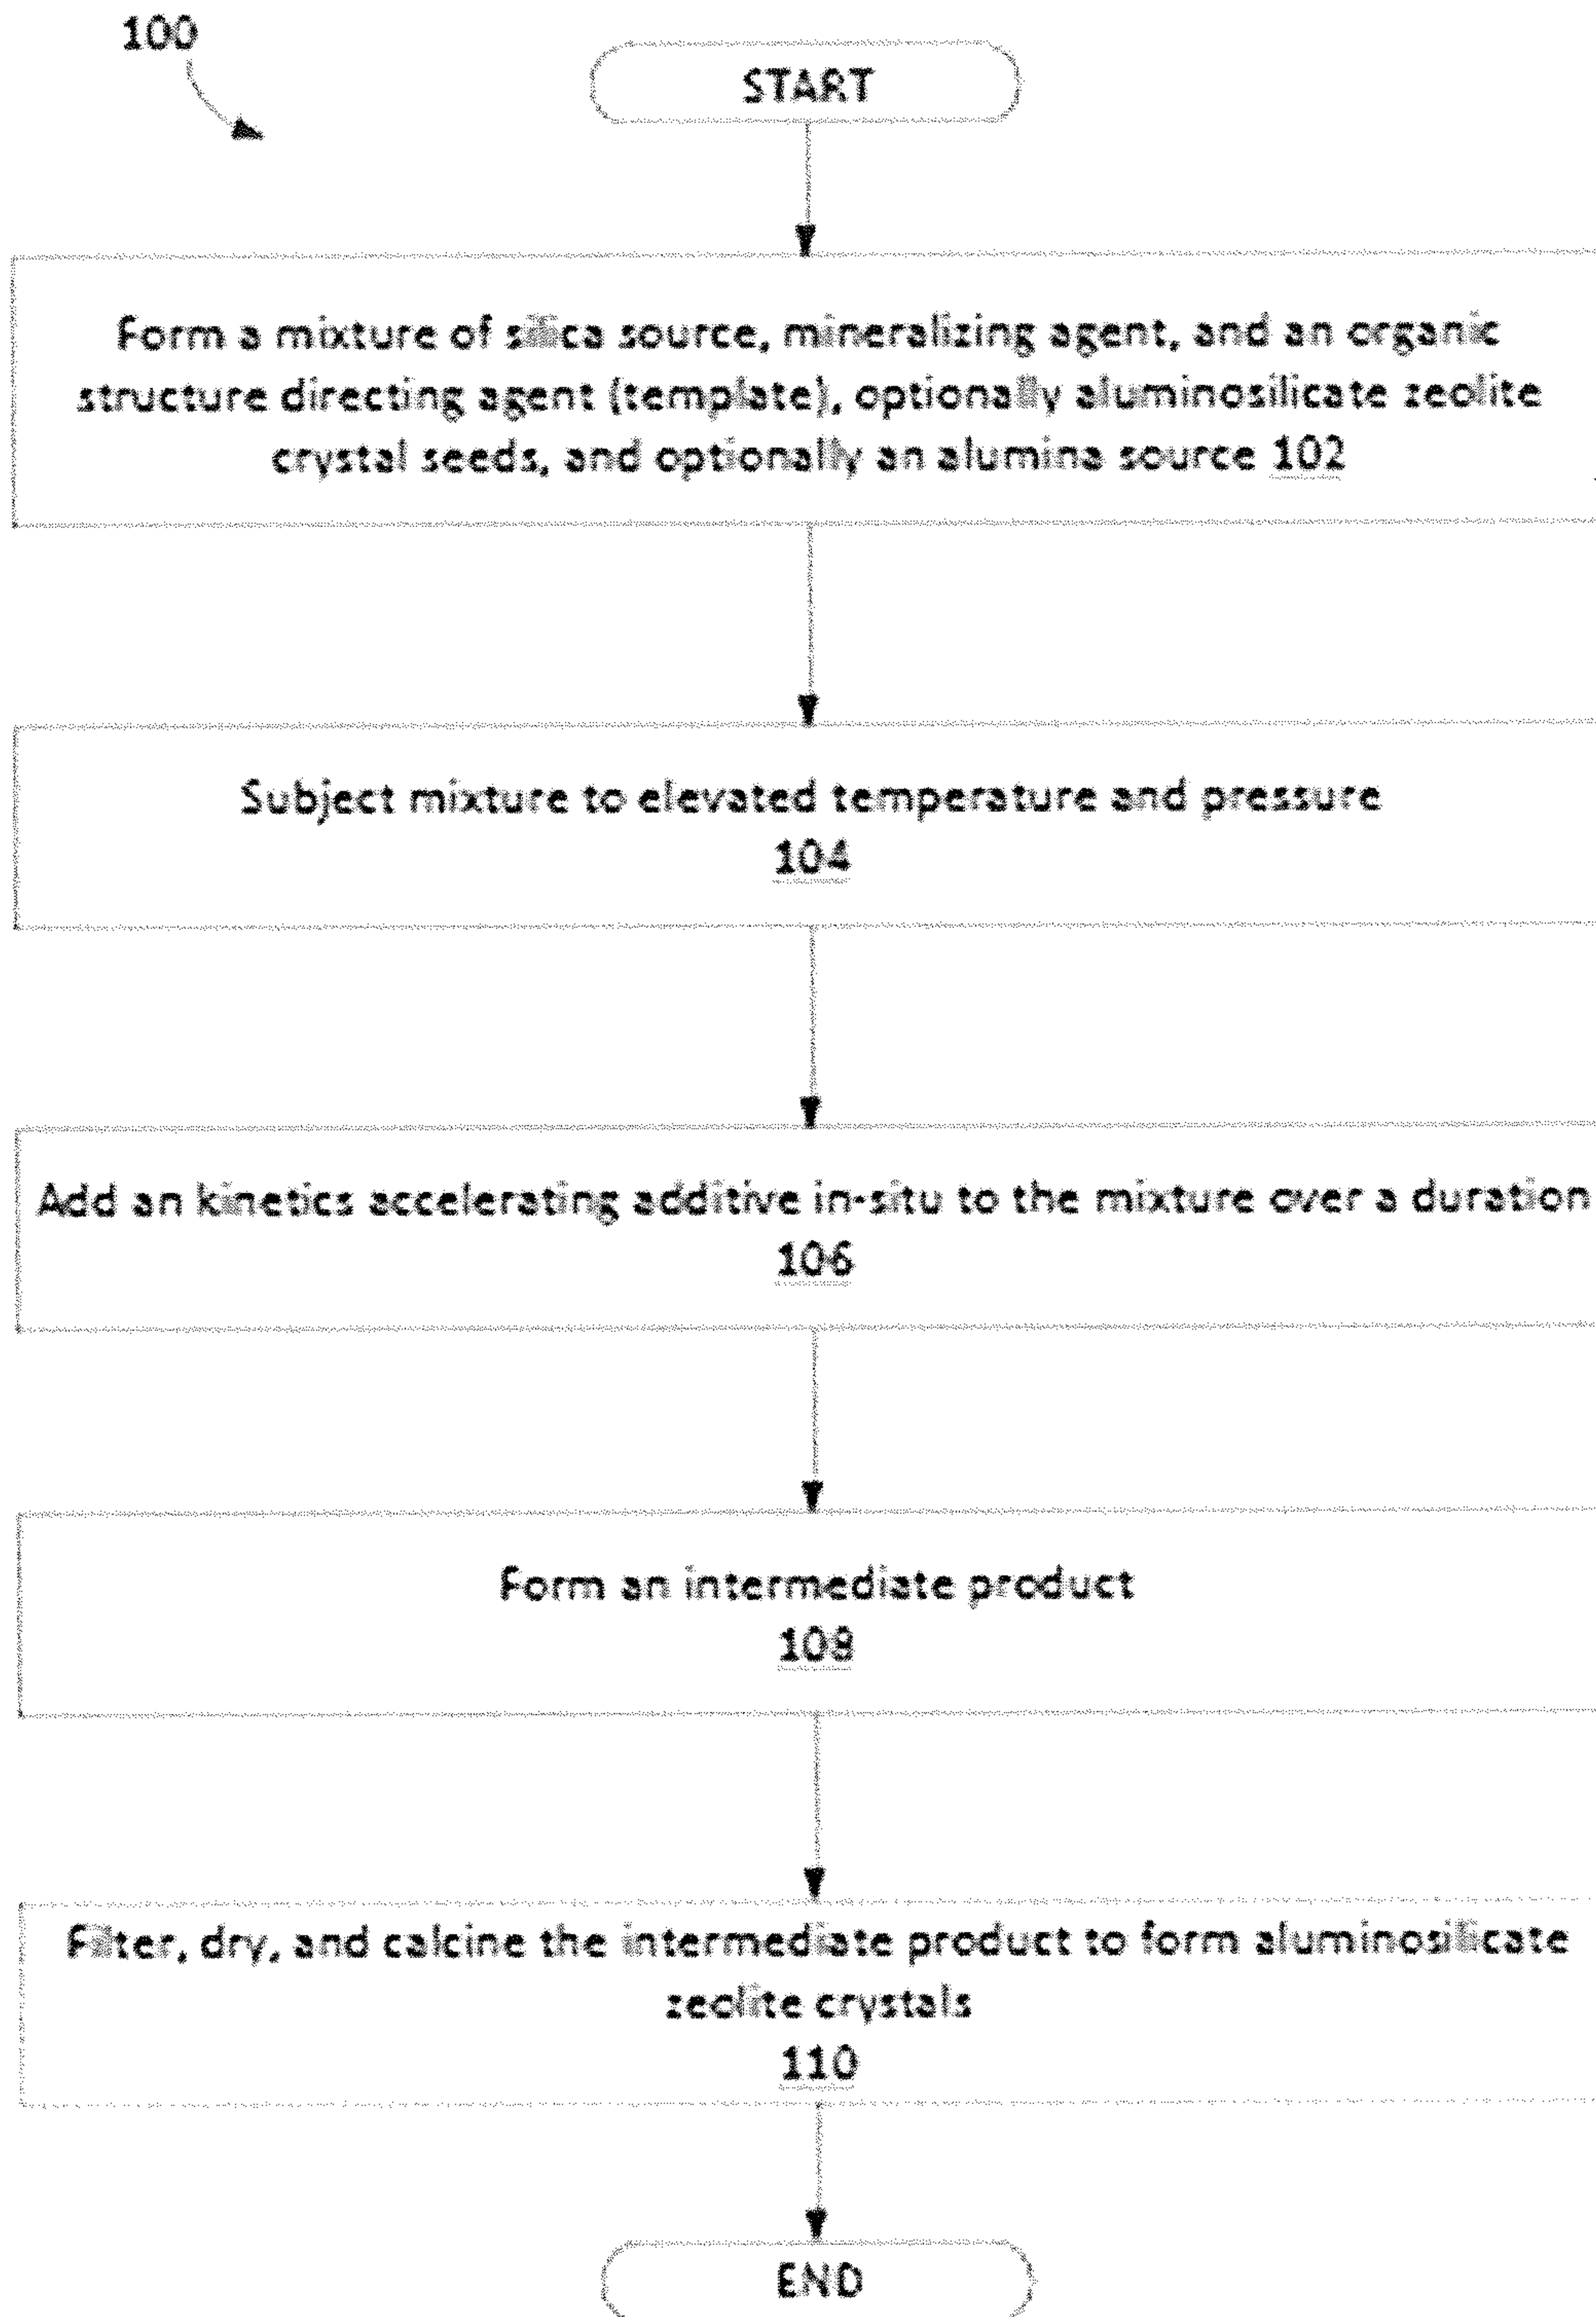 100
START
Form a mixture of silica source, mineralizing agent, and an organic
structure directing agent (template), optionally aluminosilicate zeolite
crystal seeds, and optionally an alumina source 102
Subject mixture to elevated temperature and pressure
104
Add an kinetics accelerating additive in-situ to the mixture over a duration
106
Form an intermediate product
108
Filter, dry, and calcine the intermediate product to form aluminosilicate
zeolite crystals
110
END